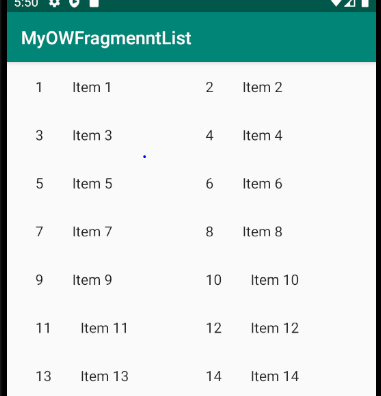 5:50
MyOWFragmenntList
1 Item 1 2 Item 2
3 Item 3 4 Item 4
5 Item 5 6 Item 6
7 Item 7 8 Item 8
9 Item 9 10 Item 10
11 Item 11 12 Item 12
13 Item 13 14 Item 14